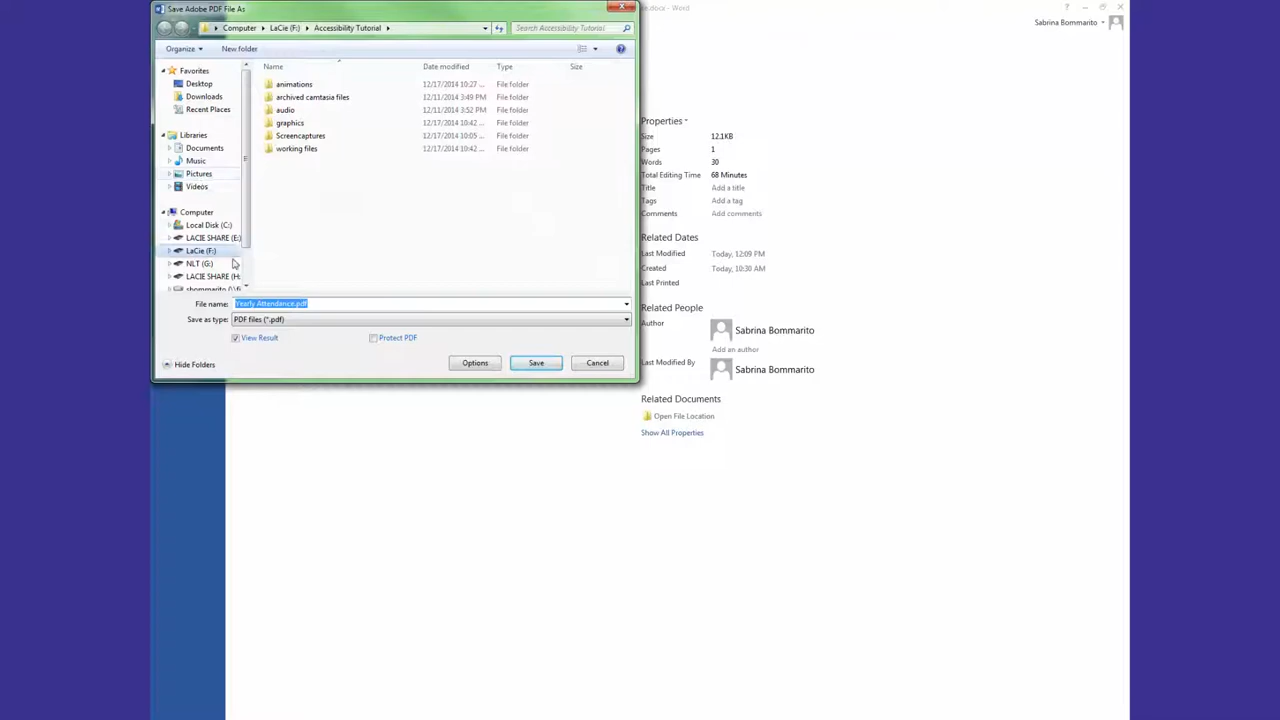 Save Adobe PDF File As
e.docx - Word
Computer LaCie (F:) Accessibility Tutorial
Search Accessibility Tutorial
Sabrina Bommarito
Organize New folder
Name Date modified Type Size
Favorites
Desktop
Downloads
Recent Places
Libraries
Documents
Music
Pictures
Videos
Computer
Local Disk (C:)
LACIE SHARE (E:)
LaCie (F:)
NLT (G:)
LACIE SHARE (H:
animations 12/17/2014 10:27 ... File folder
archived camtasia files 12/11/2014 3:49 PM File folder
audio 12/11/2014 3:52 PM File folder
graphics 12/17/2014 10:42 ... File folder
Screencaptures 12/17/2014 10:05 ... File folder
working files 12/17/2014 10:42 ... File folder
File name: Yearly Attendance.pdf
Save as type: PDF files (*.pdf)
View Result Protect PDF
Hide Folders Options Save Cancel
Properties
Size 12.1KB
Pages 1
Words 30
Total Editing Time 68 Minutes
Title Add a title
Tags Add a tag
Comments Add comments
Related Dates
Last Modified Today, 12:09 PM
Created Today, 10:30 AM
Last Printed
Related People
Author Sabrina Bommarito
Add an author
Last Modified By Sabrina Bommarito
Related Documents
Open File Location
Show All Properties